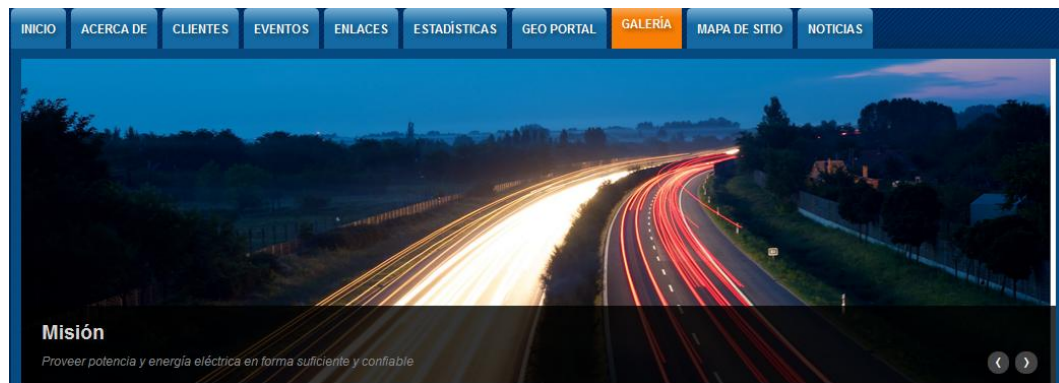 INICIO ACERCA DE CLIENTES EVENTOS ENLACES ESTADÍSTICAS GEO PORTAL GALERÍA MAPA DE SITIO NOTICIAS
Misión
Proveer potencia y energía eléctrica en forma suficiente y confiable